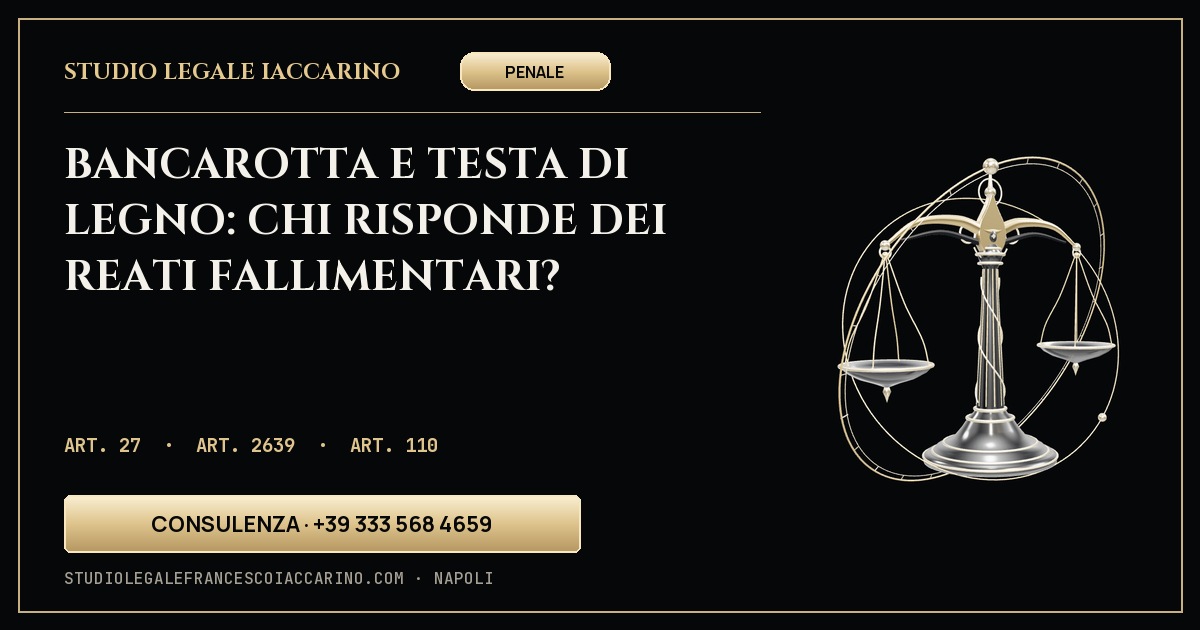 STUDIO LEGALE IACCARINO
PENALE
BANCAROTTA E TESTA DI
LEGNO: CHI RISPONDE DEI
REATI FALLIMENTARI?
ART. 27 · ART. 2639 · ART. 110
CONSULENZA · +39 333 568 4659
STUDIOLEGALEFRANCESCOIACCARINO.COM · NAPOLI